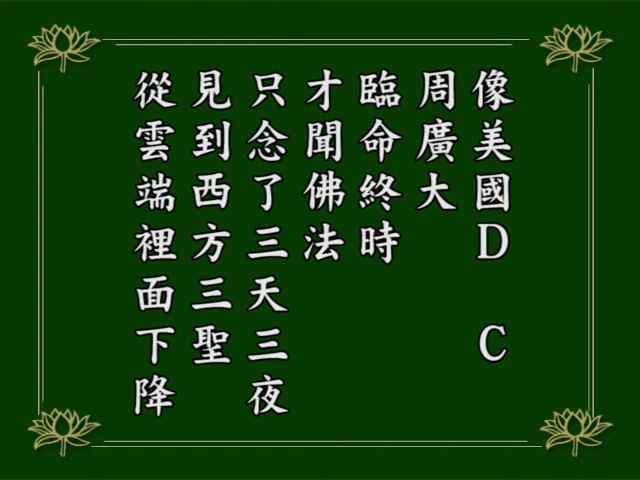 像美國D C
周廣大
臨命終時
才聞佛法
只念了三天三夜
見到西方三聖
從雲端裡面下降